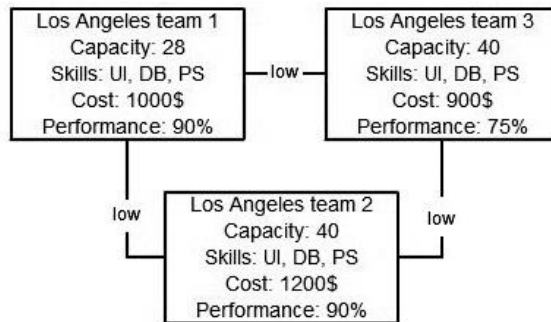 Los Angeles team 1
Capacity: 28
Skills: UI, DB, PS
Cost: 1000$
Performance: 90%
low
Los Angeles team 3
Capacity: 40
Skills: UI, DB, PS
Cost: 900$
Performance: 75%
low
low
Los Angeles team 2
Capacity: 40
Skills: UI, DB, PS
Cost: 1200$
Performance: 90%